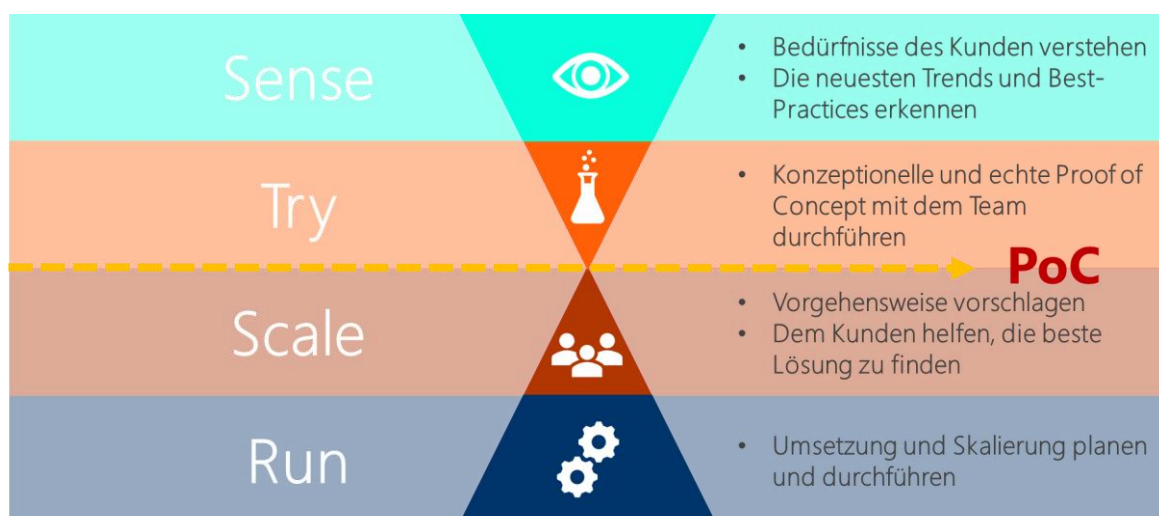 Sense
• Bedürfnisse des Kunden verstehen
• Die neuesten Trends und Best-
Practices erkennen
Try
• Konzeptionelle und echte Proof of
Concept mit dem Team
durchführen
PoC
Scale
• Vorgehensweise vorschlagen
• Dem Kunden helfen, die beste
Lösung zu finden
Run
• Umsetzung und Skalierung planen
und durchführen